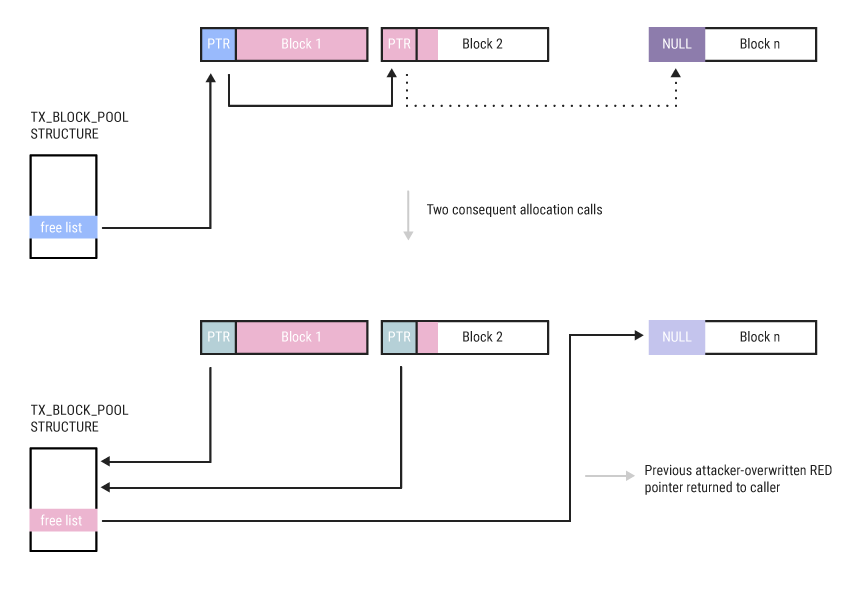 PTR Block 1 PTR Block 2 NULL Block n
TX_BLOCK_POOL
STRUCTURE
free list
Two consequent allocation calls
PTR Block 1 PTR Block 2 NULL Block n
TX_BLOCK_POOL
STRUCTURE
Previous attacker-overwritten RED
pointer returned to caller
free list